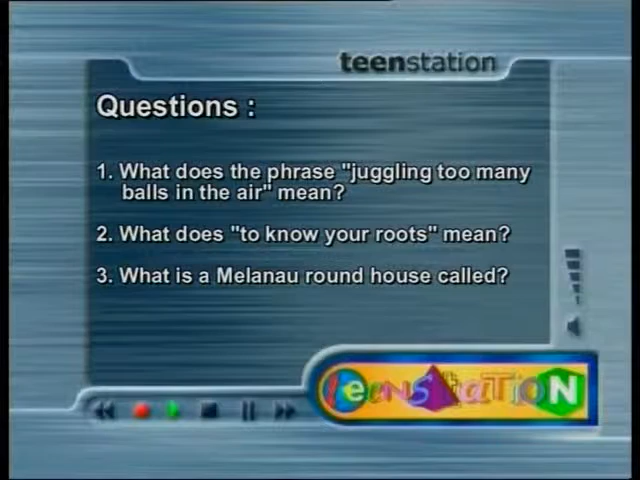 teenstation
Questions :
1. What does the phrase "juggling too many
balls in the air" mean?
2. What does "to know your roots" mean?
3. What is a Melanau round house called?
TeenStatioN